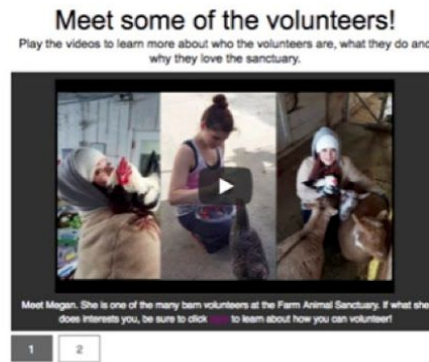 Meet some of the volunteers!
Play the videos to learn more about who the volunteers are, what they do and
why they love the sanctuary.
Meet Megan. She is one of the many barn volunteers at the Farm Animal Sanctuary. If what she
does interests you, be sure to click to learn about how you can volunteer!
1 2